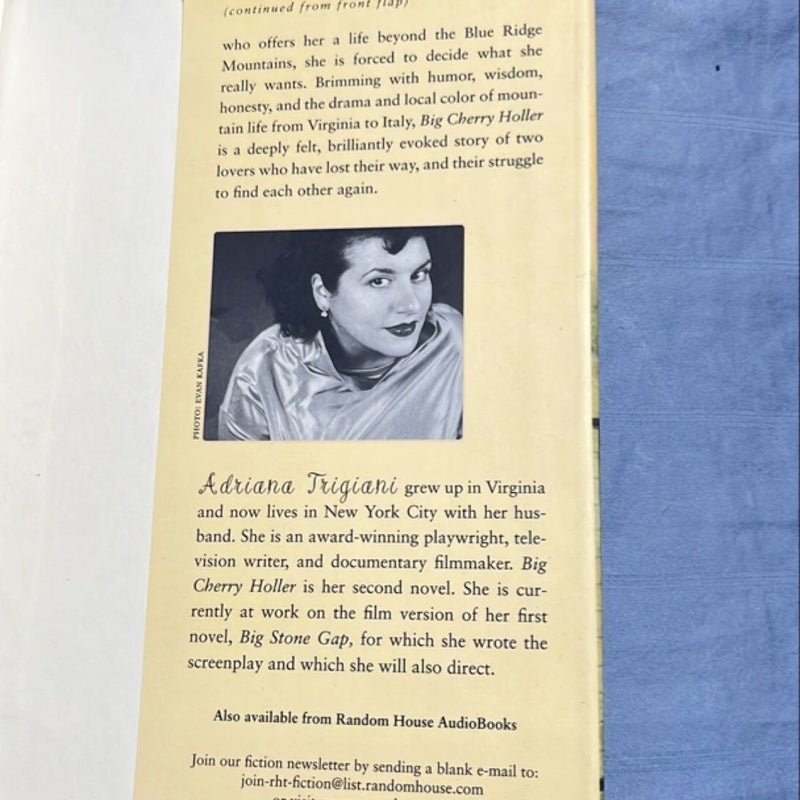 (continued from front flap)
who offers her a life beyond the Blue Ridge
Mountains, she is forced to decide what she
really wants. Brimming with humor, wisdom,
honesty, and the drama and local color of moun-
tain life from Virginia to Italy, Big Cherry Holler
is a deeply felt, brilliantly evoked story of two
lovers who have lost their way, and their struggle
to find each other again.
PHOTO: EVAN KAFKA
Adriana Trigiani grew up in Virginia
and now lives in New York City with her hus-
band. She is an award-winning playwright, tele-
vision writer, and documentary filmmaker. Big
Cherry Holler is her second novel. She is cur-
rently at work on the film version of her first
novel, Big Stone Gap, for which she wrote the
screenplay and which she will also direct.
Also available from Random House AudioBooks
Join our fiction newsletter by sending a blank e-mail to:
join-rht-fiction@list.randomhouse.com